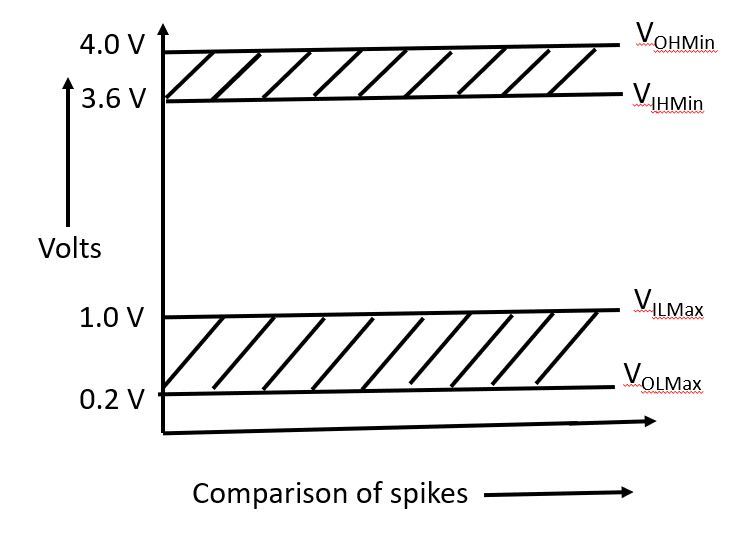 4.0 V
VOHMin
3.6 V
VIHMin
Volts
1.0 V
VILMax
0.2 V
VOLMax
Comparison of spikes